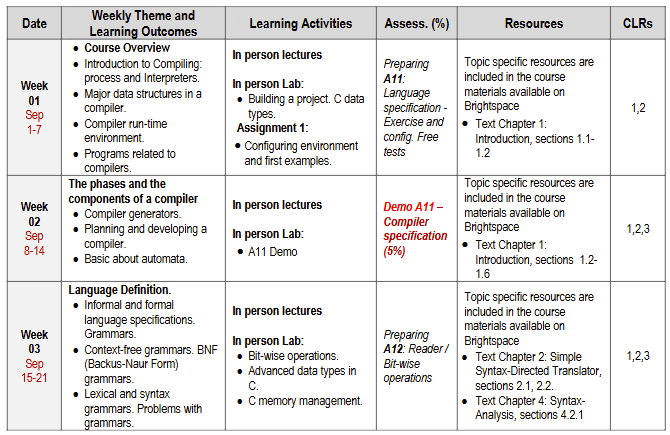 Date
Weekly Theme and
Learning Outcomes
Learning Activities
Assess. (%)
Resources
CLRs
Week
01
Sep
1-7
• Course Overview
• Introduction to Compiling:
process and Interpreters.
• Major data structures in a
compiler.
• Compiler run-time
environment.
• Programs related to
compilers.
In person lectures
In person Lab:
• Building a project. C data
types.
Assignment 1:
• Configuring environment
and first examples.
Preparing
A11:
Language
specification -
Exercise and
config. Free
tests
Topic specific resources are
included in the course
materials available on
Brightspace
• Text Chapter 1:
Introduction, sections 1.1-
1.2
1,2
Week
02
Sep
8-14
The phases and the
components of a compiler
• Compiler generators.
• Planning and developing a
compiler.
• Basic about automata.
In person lectures
In person Lab:
• A11 Demo
Demo A11 –
Compiler
specification
(5%)
Topic specific resources are
included in the course
materials available on
Brightspace
• Text Chapter 1:
Introduction, sections 1.2-
1.6
1,2,3
Week
03
Sep
15-21
Language Definition.
• Informal and formal
language specifications.
Grammars.
• Context-free grammars. BNF
(Backus-Naur Form)
grammars.
• Lexical and syntax
grammars. Problems with
grammars.
In person lectures
In person Lab:
• Bit-wise operations.
• Advanced data types in
C.
• C memory management.
Preparing
A12: Reader /
Bit-wise
operations
Topic specific resources are
included in the course
materials available on
Brightspace
• Text Chapter 2: Simple
Syntax-Directed Translator,
sections 2.1, 2.2.
• Text Chapter 4: Syntax-
Analysis, sections 4.2.1
1,2,3